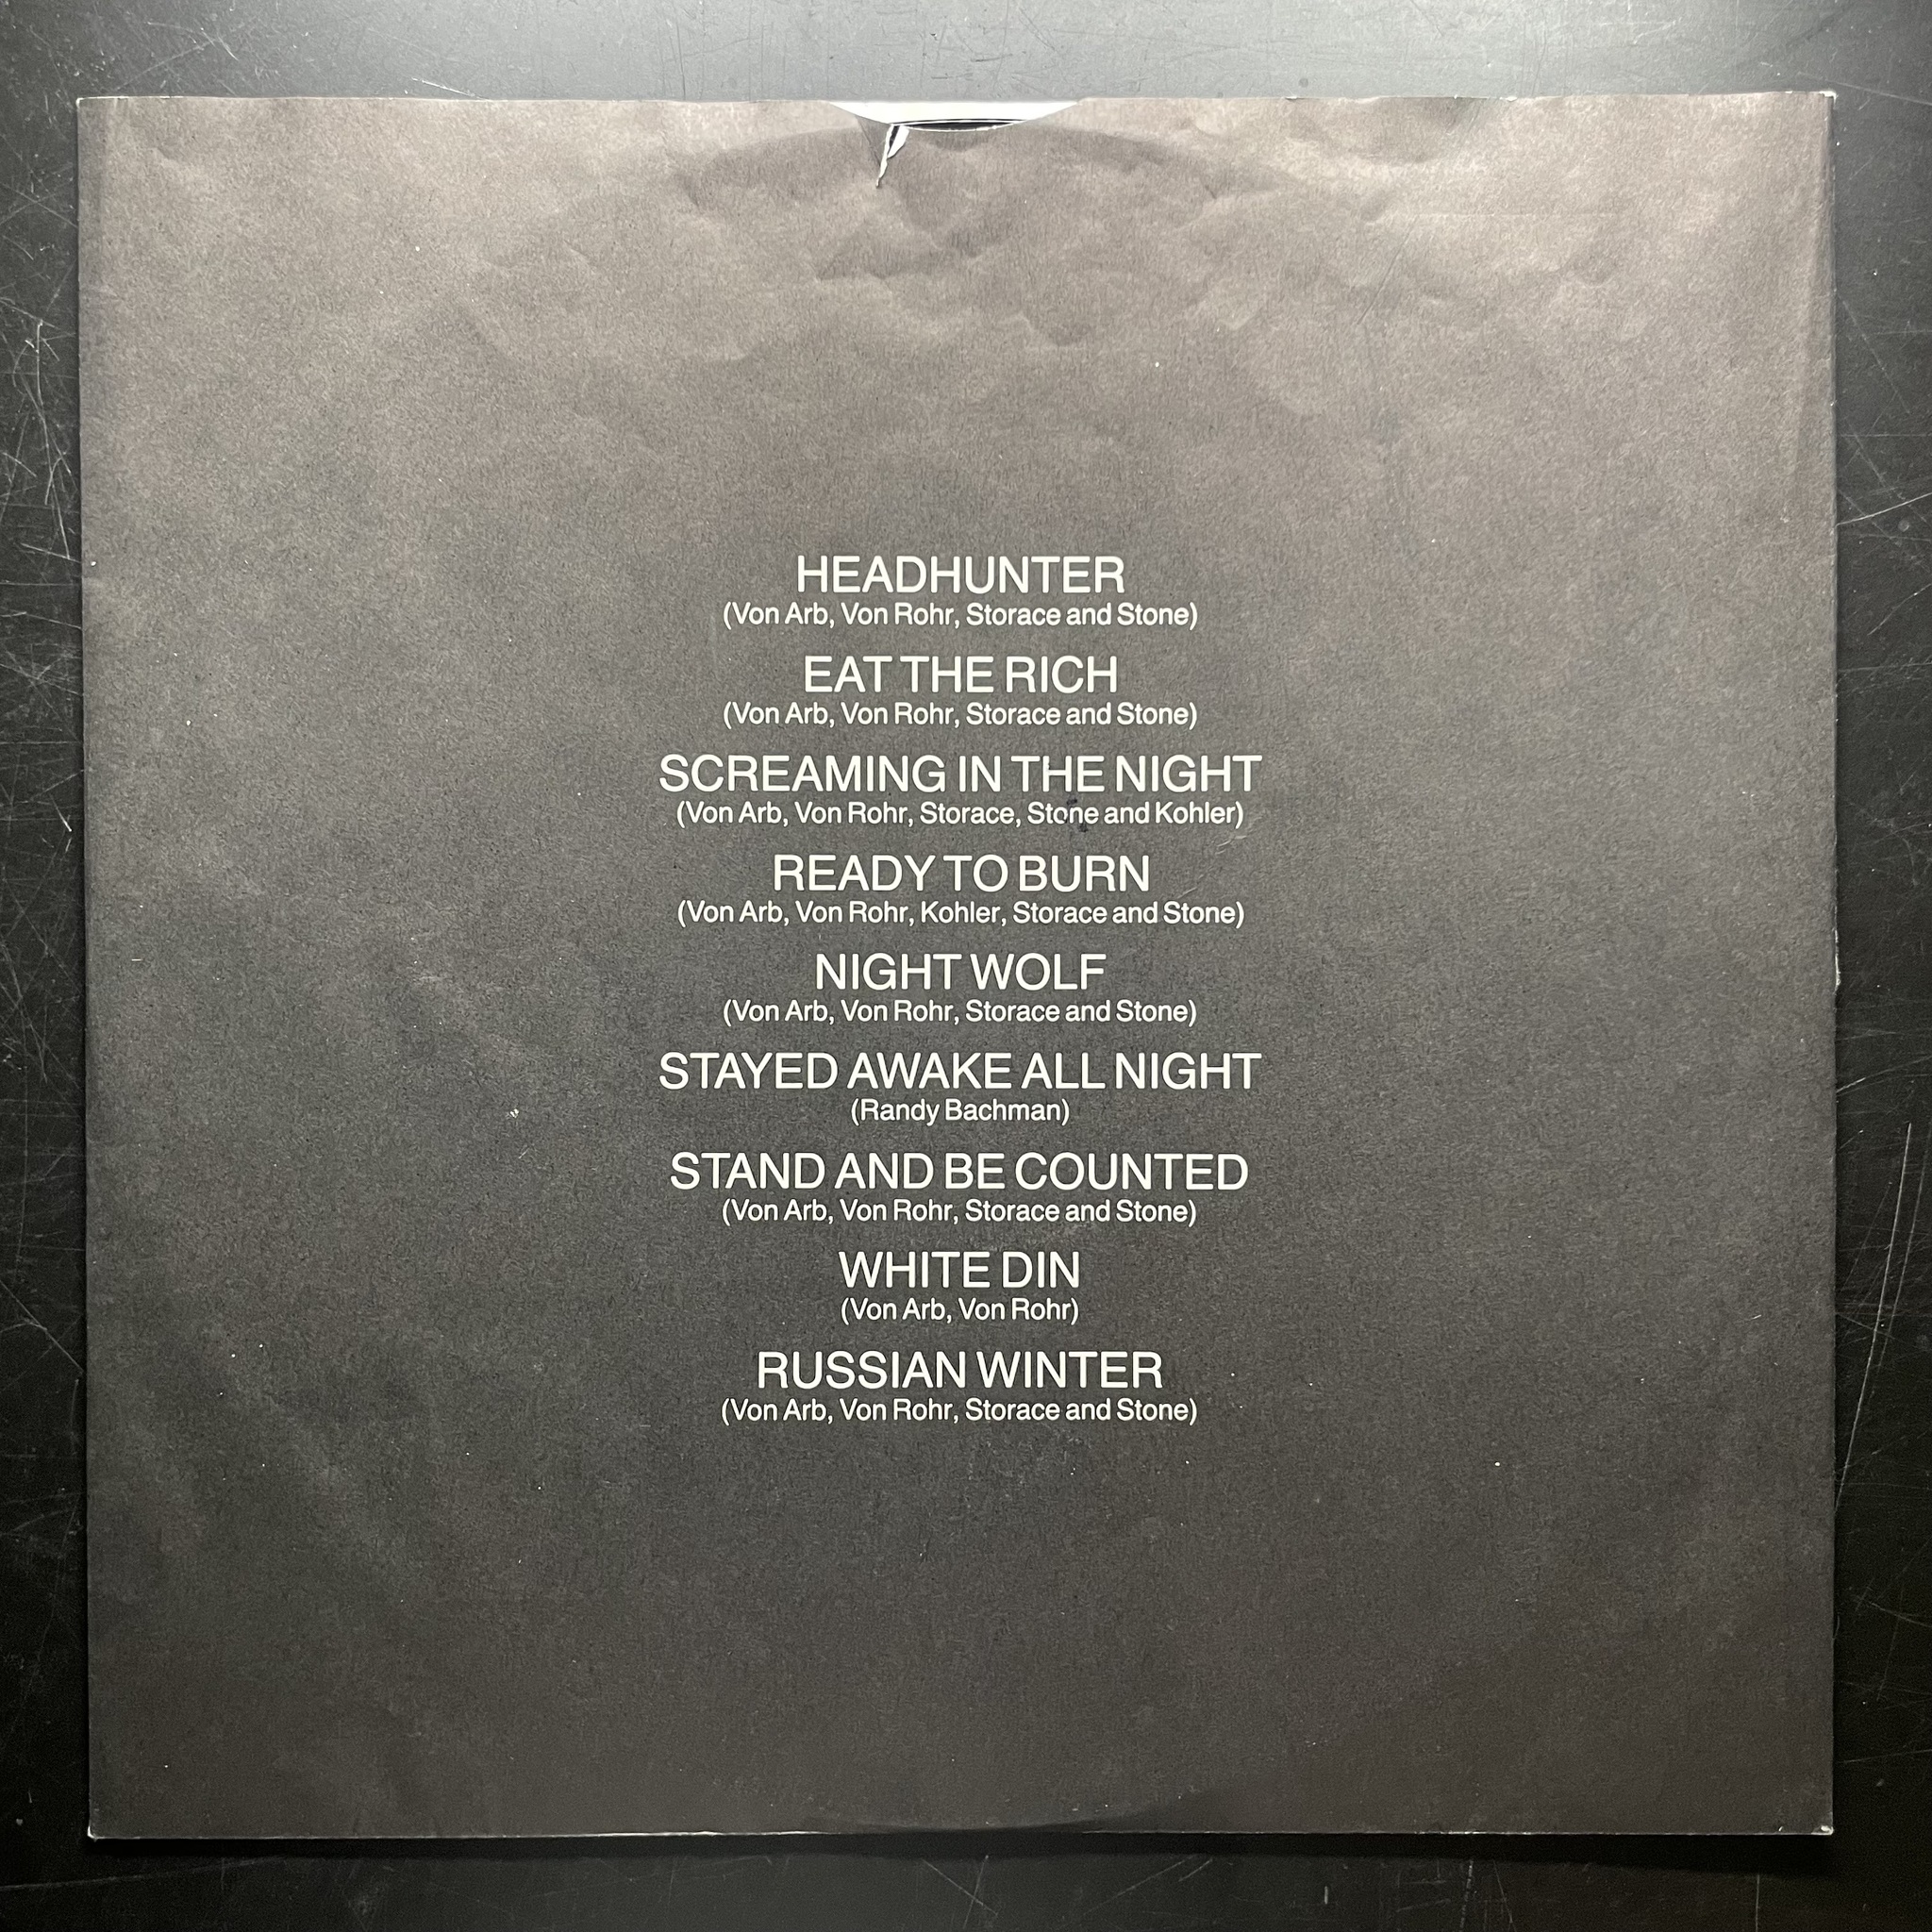 HEADHUNTER
(Von Arb, Von Rohr, Storace and Stone)
EAT THE RICH
(Von Arb, Von Rohr, Storace and Stone)
SCREAMING IN THE NIGHT
(Von Arb, Von Rohr, Storace, Stone and Kohler)
READY TO BURN
(Von Arb, Von Rohr, Kohler, Storace and Stone)
NIGHT WOLF
(Von Arb, Von Rohr, Storace and Stone)
STAYED AWAKE ALL NIGHT
(Randy Bachman)
STAND AND BE COUNTED
(Von Arb, Von Rohr, Storace and Stone)
WHITE DIN
(Von Arb, Von Rohr)
RUSSIAN WINTER
(Von Arb, Von Rohr, Storace and Stone)